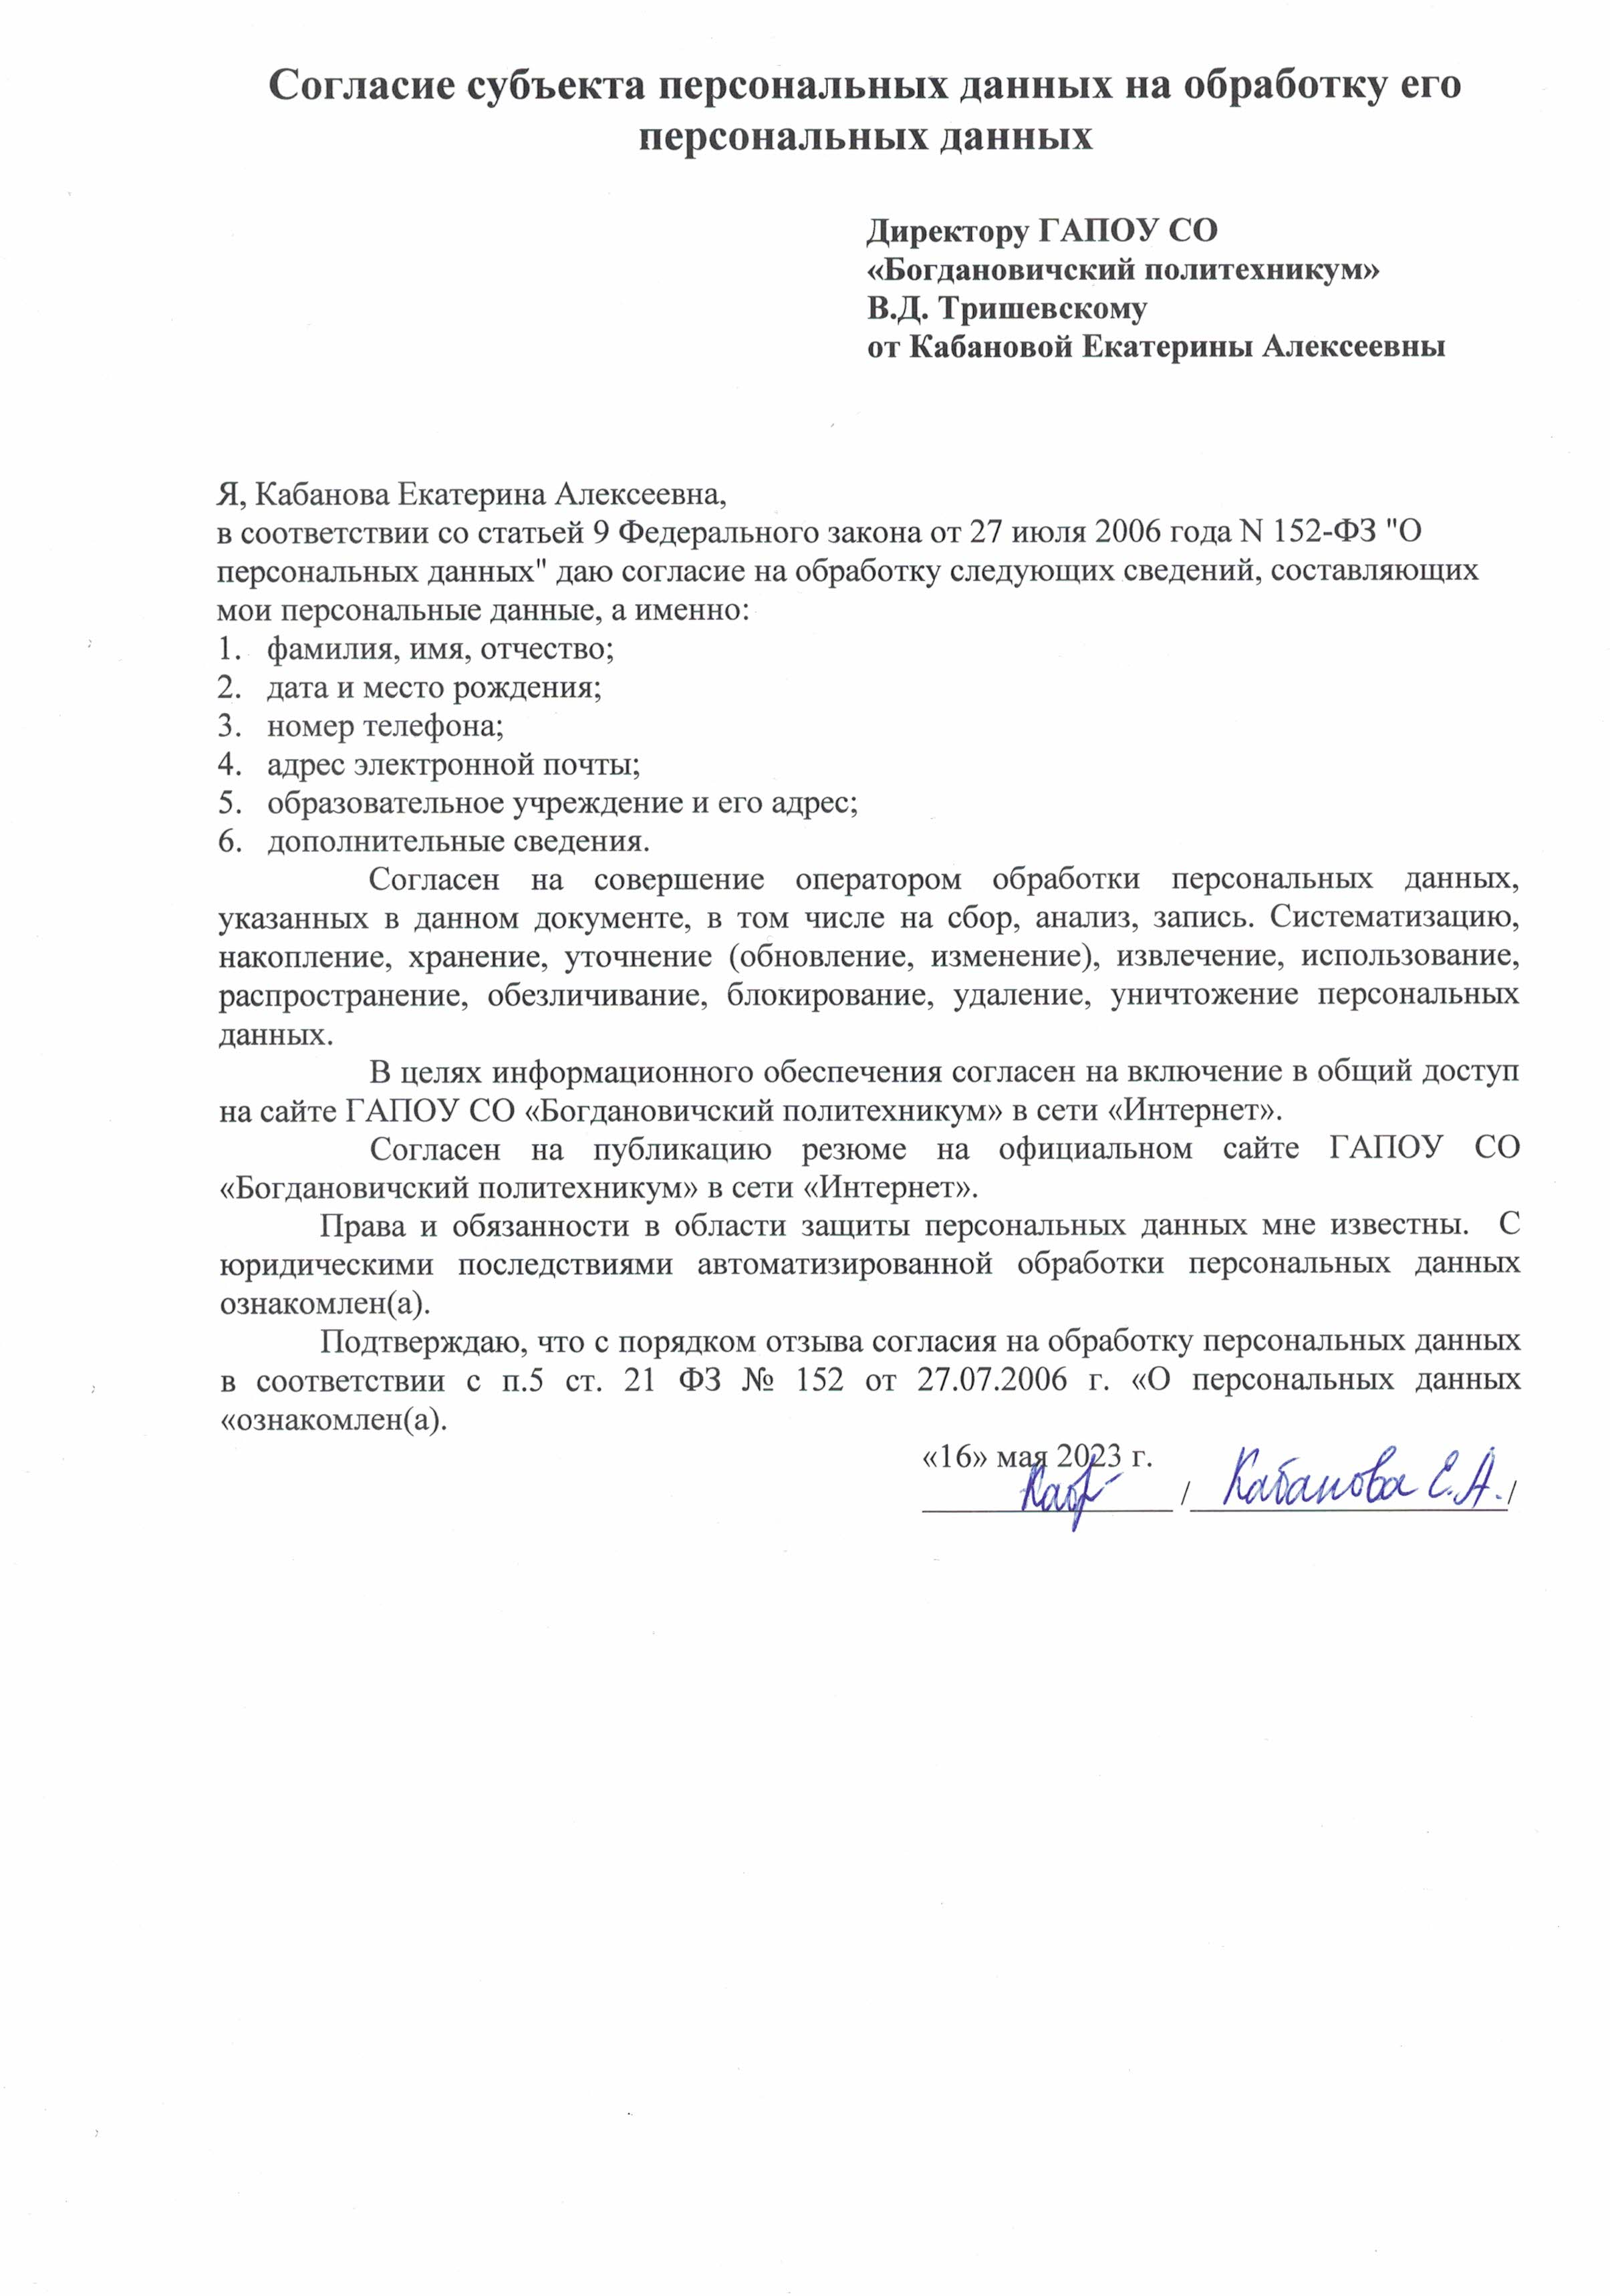 Согласие субъекта персональных данных на обработку его
персональных данных
Директору ГАПОУ СО
«Богдановичский политехникум»
В.Д. Тришевскому
от Кабановой Екатерины Алексеевны
Я, Кабанова Екатерина Алексеевна,
в соответствии со статьей 9 Федерального закона от 27 июля 2006 года N 152-ФЗ "О
персональных данных" даю согласие на обработку следующих сведений, составляющих
мои персональные данные, а именно:
1. фамилия, имя, отчество;
2. дата и место рождения;
3. номер телефона;
4. адрес электронной почты;
5. образовательное учреждение и его адрес;
6. дополнительные сведения.
Согласен на совершение оператором обработки персональных данных,
указанных в данном документе, в том числе на сбор, анализ, запись. Систематизацию,
накопление, хранение, уточнение (обновление, изменение), извлечение, использование,
распространение, обезличивание, блокирование, удаление, уничтожение персональных
данных.
В целях информационного обеспечения согласен на включение в общий доступ
на сайте ГАПОУ СО «Богдановичский политехникум» в сети «Интернет».
Согласен на публикацию резюме на официальном сайте ГАПОУ СО
«Богдановичский политехникум» в сети «Интернет».
Права и обязанности в области защиты персональных данных мне известны. С
юридическими последствиями автоматизированной обработки персональных данных
ознакомлен(а).
Подтверждаю, что с порядком отзыва согласия на обработку персональных данных
в соответствии с п.5 ст. 21 ФЗ № 152 от 27.07.2006 г. «О персональных данных
«ознакомлен(а).
«16» мая 2023 г.
/ Кабанова Е.А. /